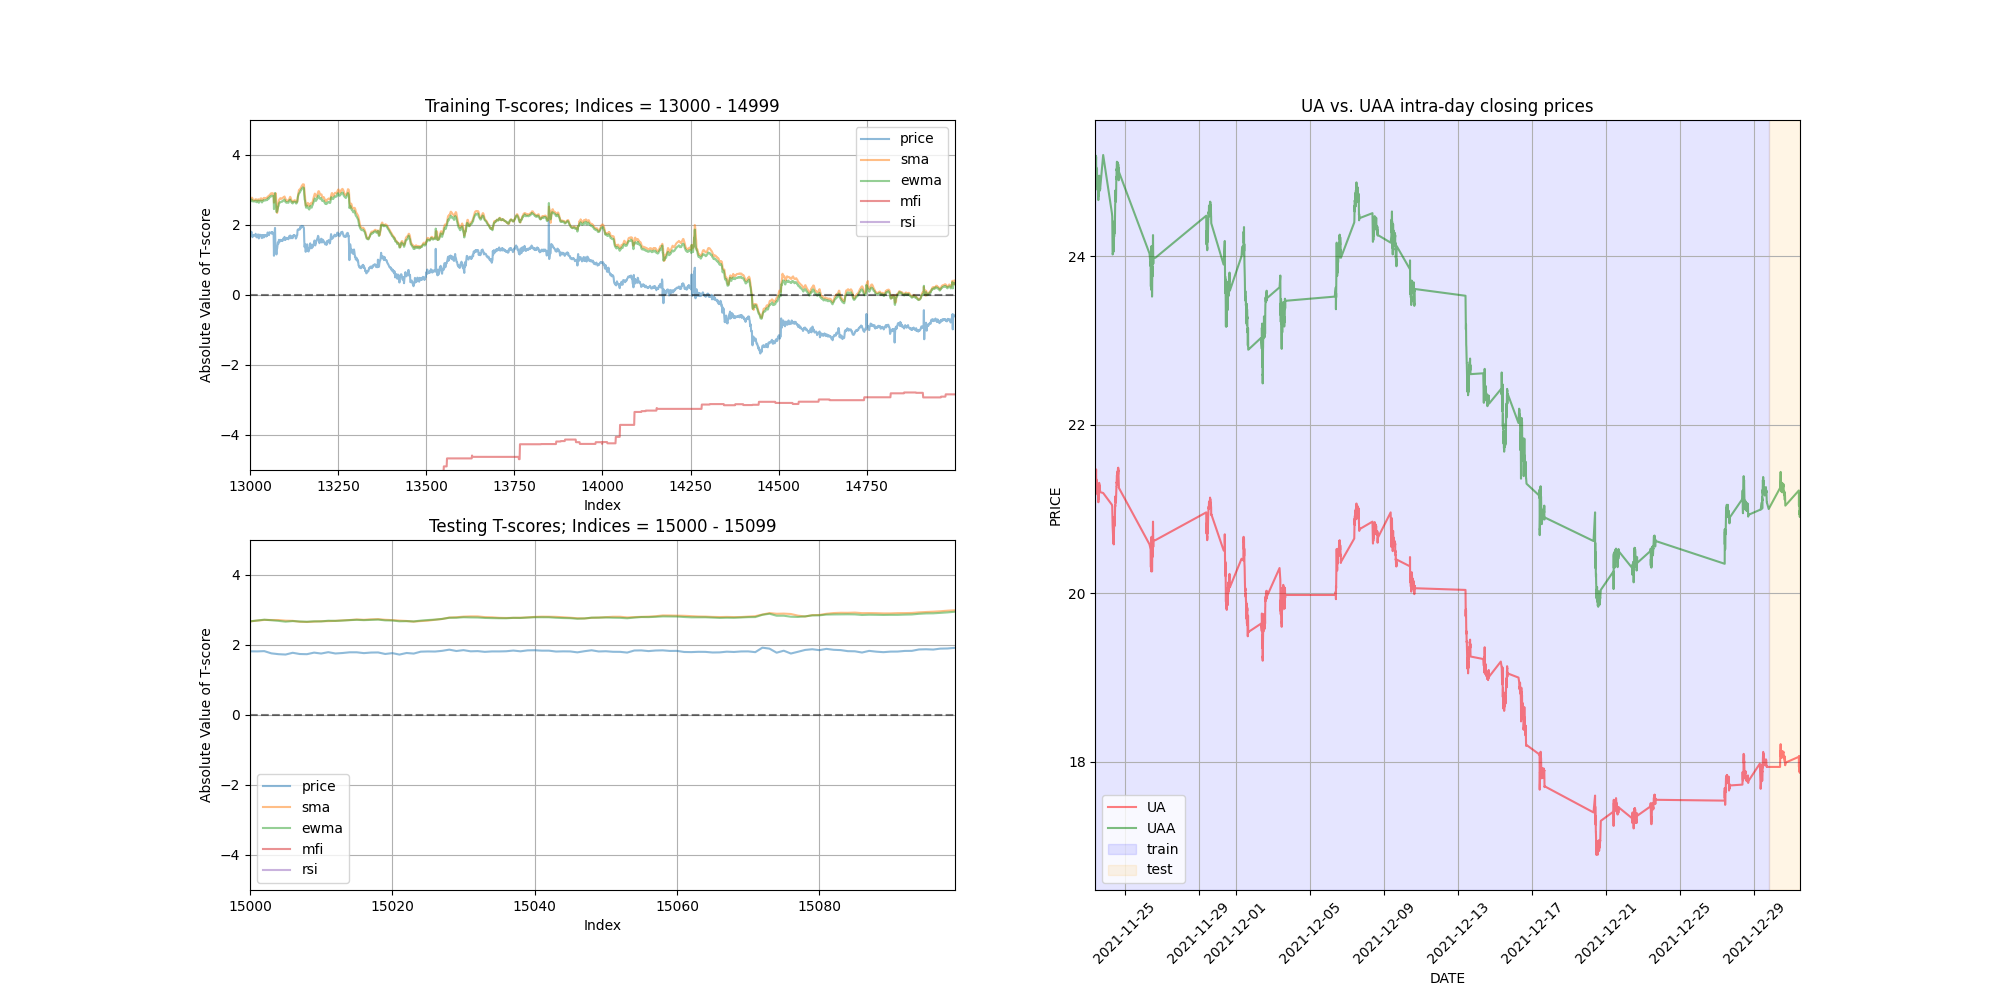 Training T-scores; Indices = 13000 - 14999
Absolute Value of T-score
4
2
0
−2
−4
price
sma
ewma
mfi
rsi
13000 13250 13500 13750 14000 14250 14500 14750
Index
Testing T-scores; Indices = 15000 - 15099
Absolute Value of T-score
4
2
0
−2
−4
price
sma
ewma
mfi
rsi
15000 15020 15040 15060 15080
Index
UA vs. UAA intra-day closing prices
PRICE
24
22
20
18
UA
UAA
train
test
2021-11-25 2021-11-29 2021-12-01 2021-12-05 2021-12-09 2021-12-13 2021-12-17 2021-12-21 2021-12-25 2021-12-29
DATE